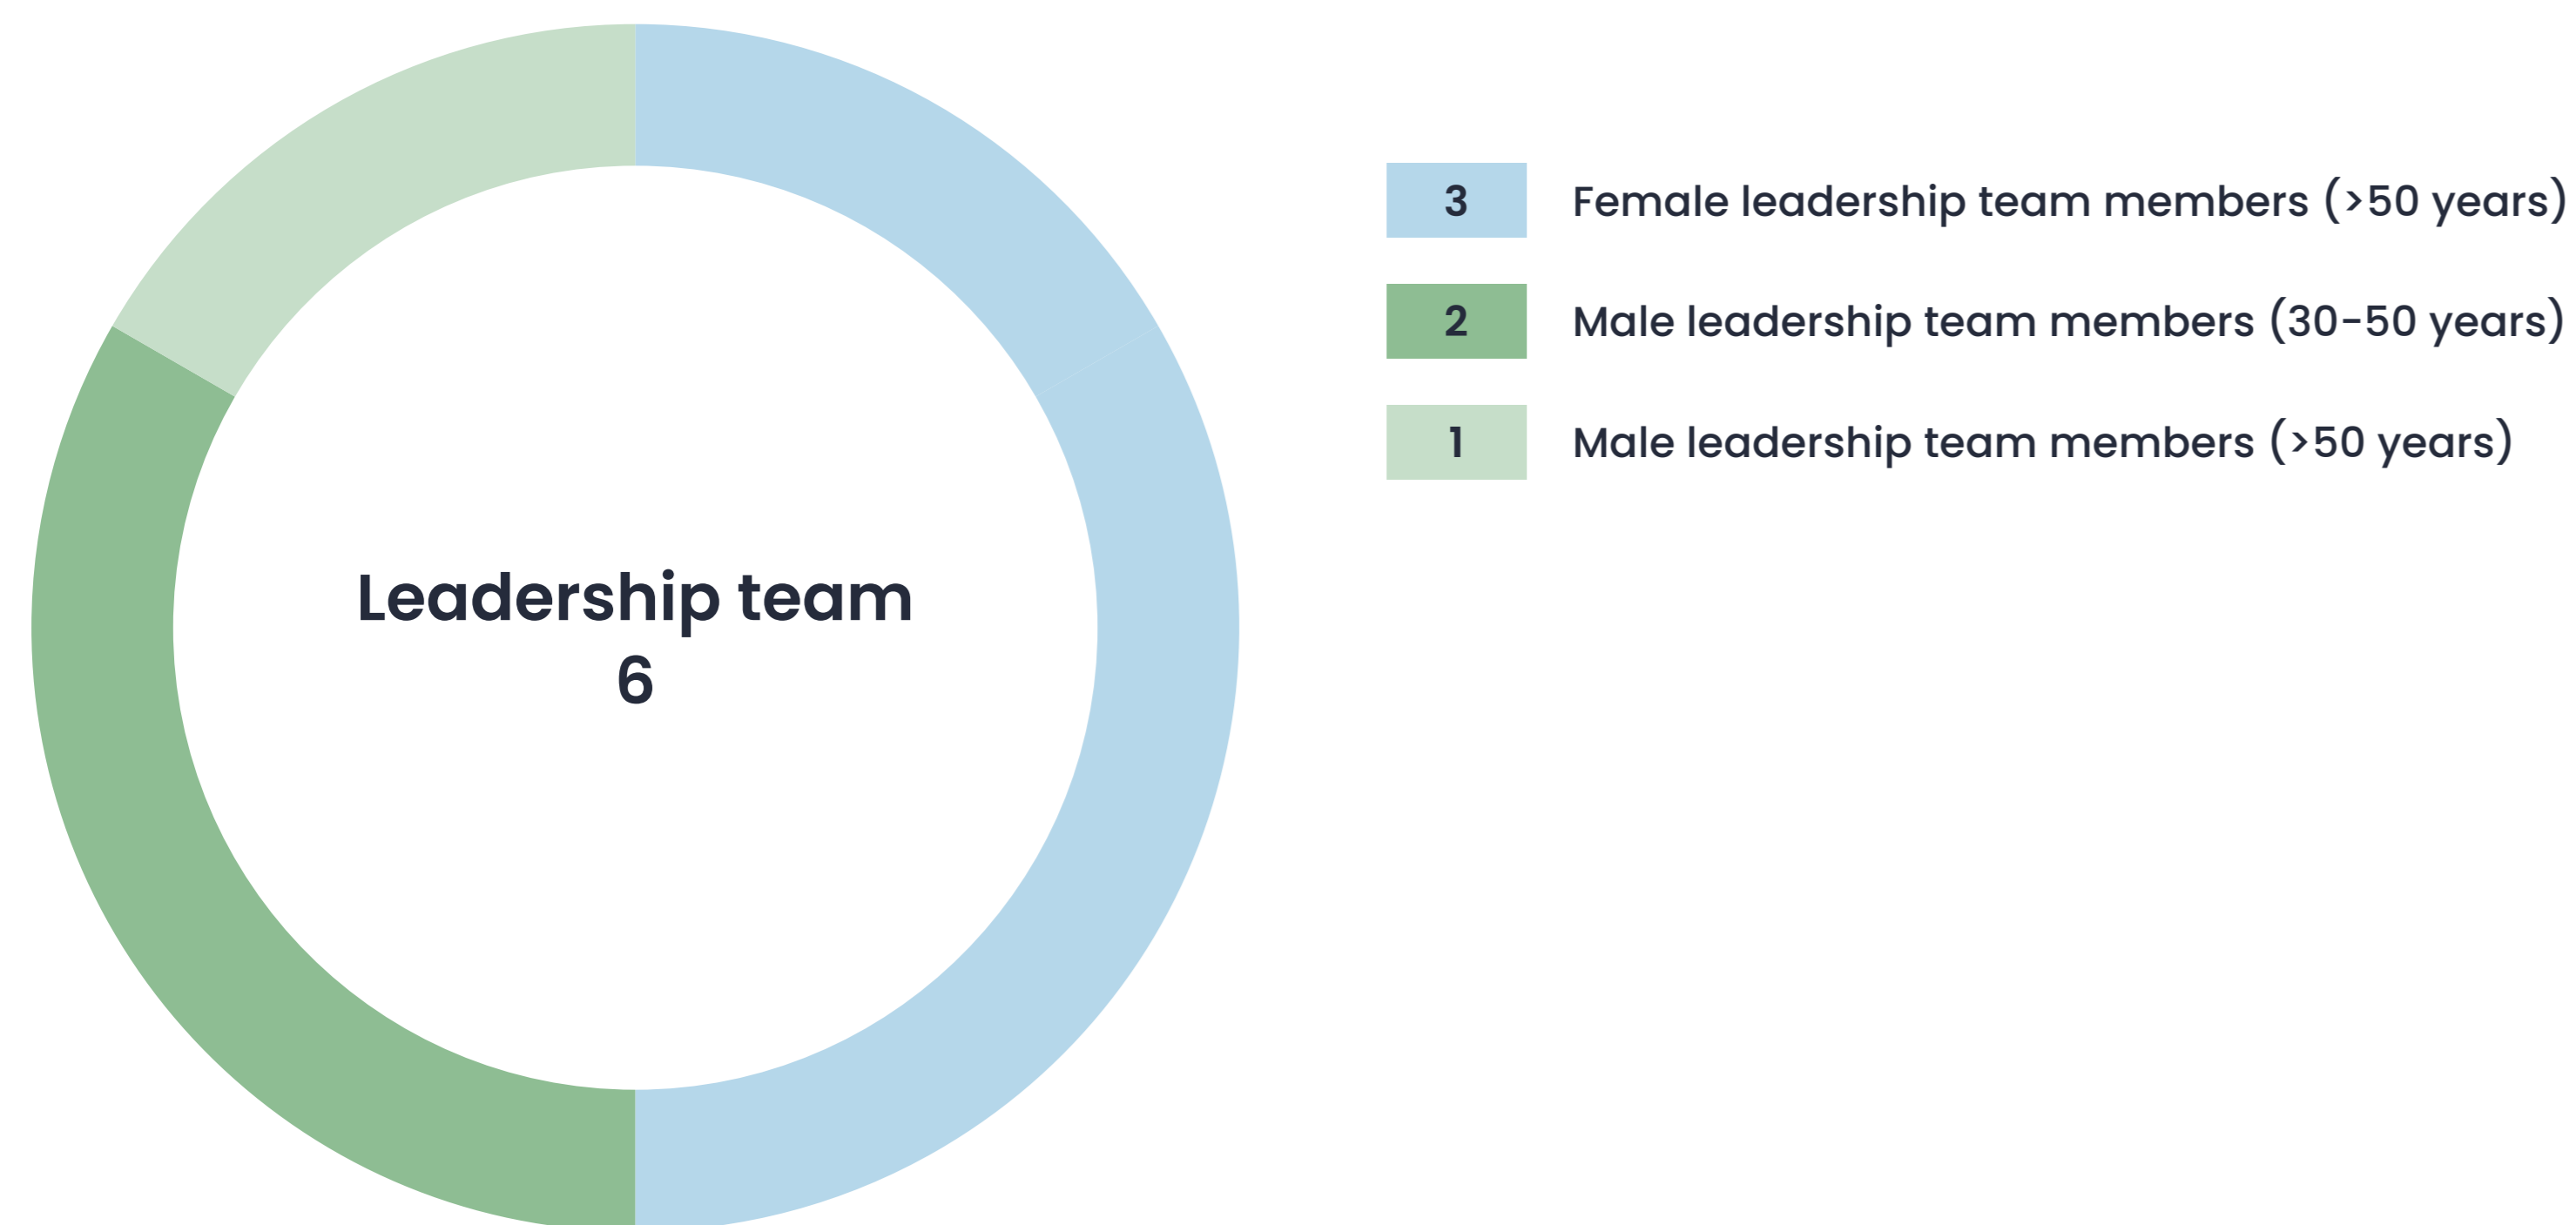 Leadership team
6
3 Female leadership team members (>50 years)
2 Male leadership team members (30-50 years)
1 Male leadership team members (>50 years)